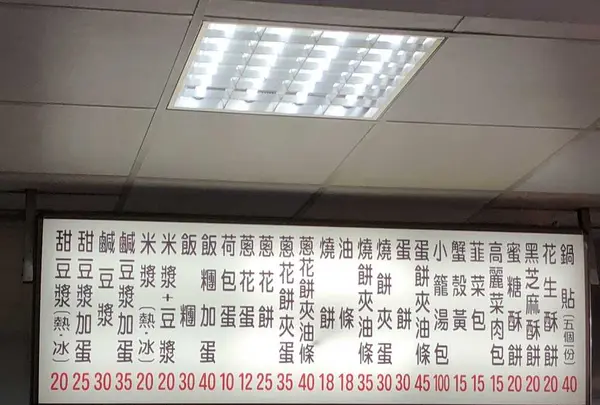 甜豆漿(熱·冰) 20
甜豆漿加蛋 25
鹹豆漿 30
鹹豆漿加蛋 35
米漿(熱·冰) 20
米漿+豆漿 20
飯糰 30
飯糰加蛋 40
荷包蛋 10
蔥花蛋 12
蔥花餅 25
蔥花餅夾蛋 35
蔥花餅夾油條 40
燒餅 18
油條 18
燒餅夾油條 35
燒餅夾蛋 30
蛋餅 30
蛋餅夾油條 45
小籠湯包 100
蟹殼黃 15
韮菜包 15
高麗菜肉包 15
蜜糖酥餅 20
黑芝麻酥餅 20
花生酥餅 20
鍋貼(五個一份) 40